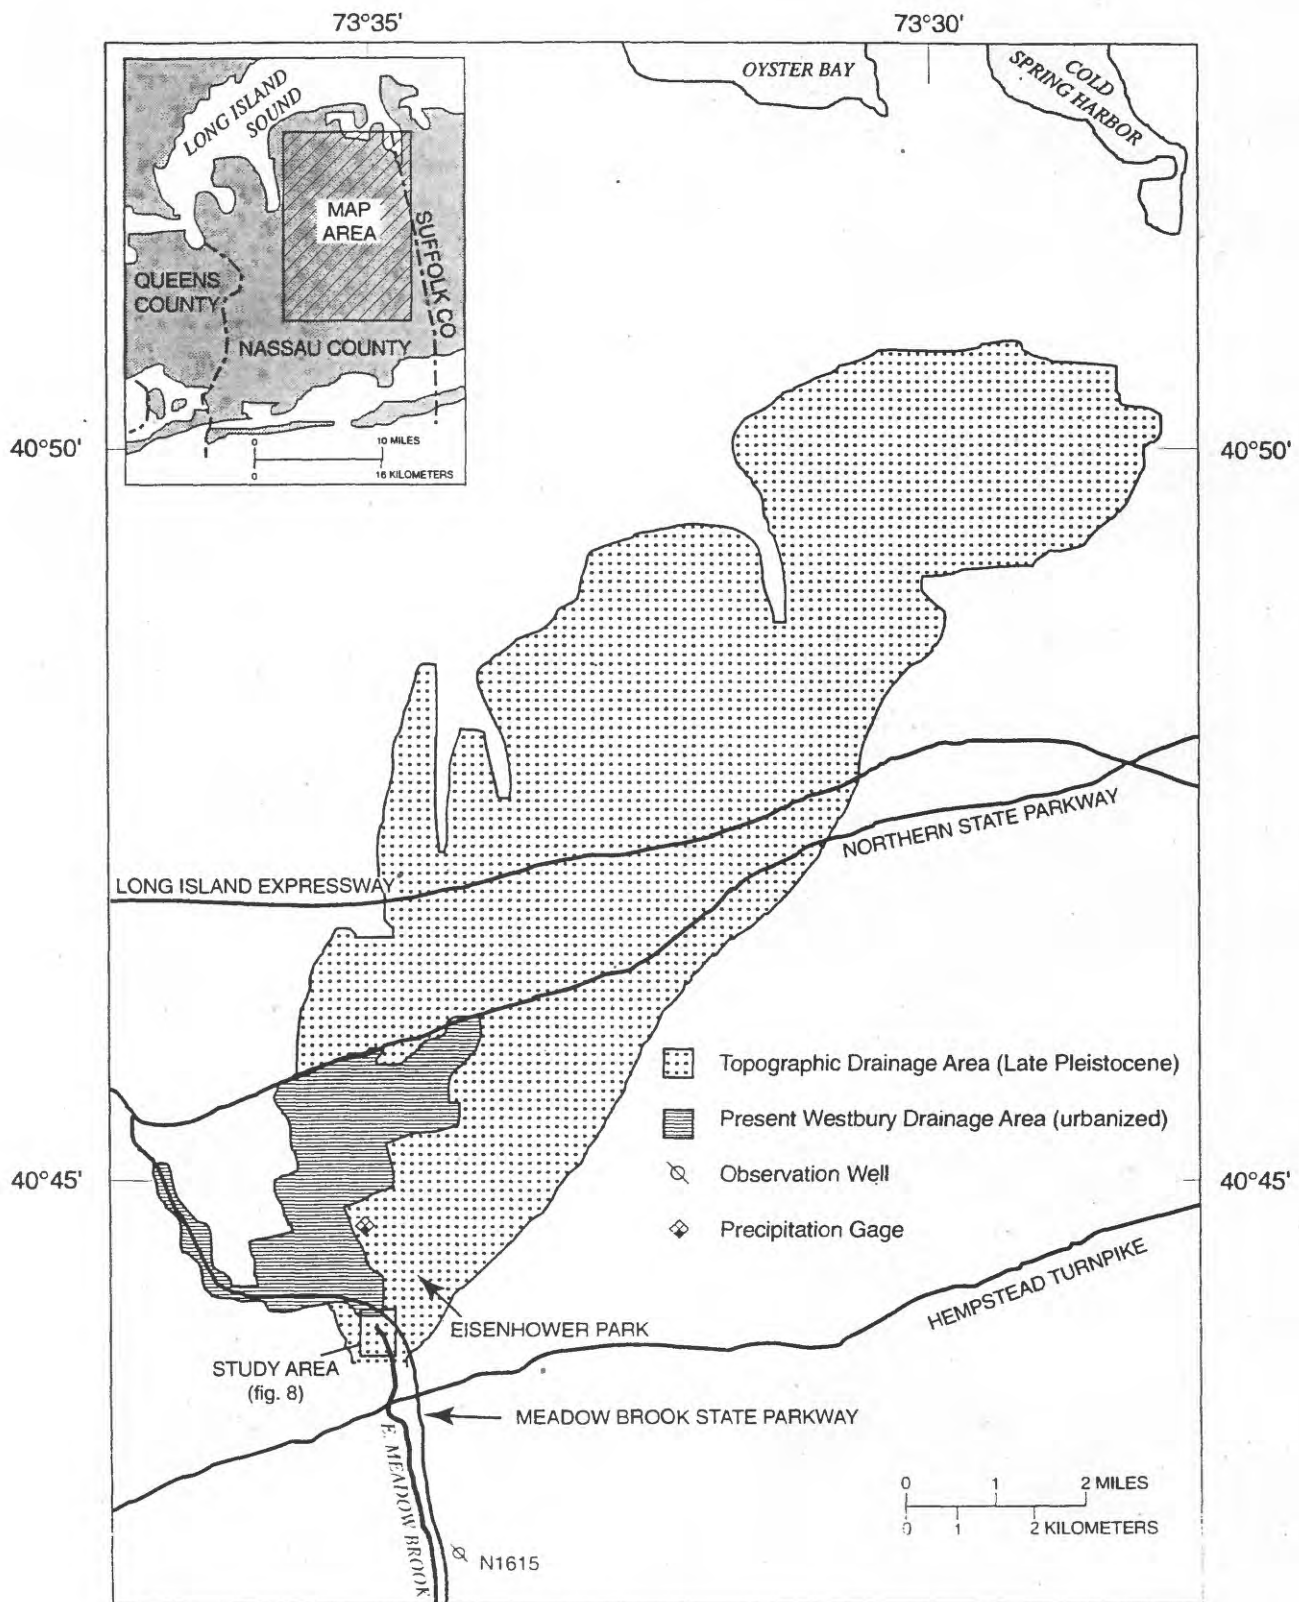 73°35'
73°30'
OYSTER BAY
COLD
SPRING HARBOR
LONG ISLAND
SOUND
MAP
AREA
SUFFOLK CO
QUEENS
COUNTY
NASSAU COUNTY
0
10 MILES
0
16 KILOMETERS
40°50'
40°50'
NORTHERN STATE PARKWAY
LONG ISLAND EXPRESSWAY
Topographic Drainage Area (Late Pleistocene)
Present Westbury Drainage Area (urbanized)
Observation Well
Precipitation Gage
40°45'
40°45'
HEMPSTEAD TURNPIKE
EISENHOWER PARK
STUDY AREA
(fig. 8)
MEADOW BROOK STATE PARKWAY
E. MEADOW BROOK
N1615
0 1 2 MILES
0 1 2 KILOMETERS